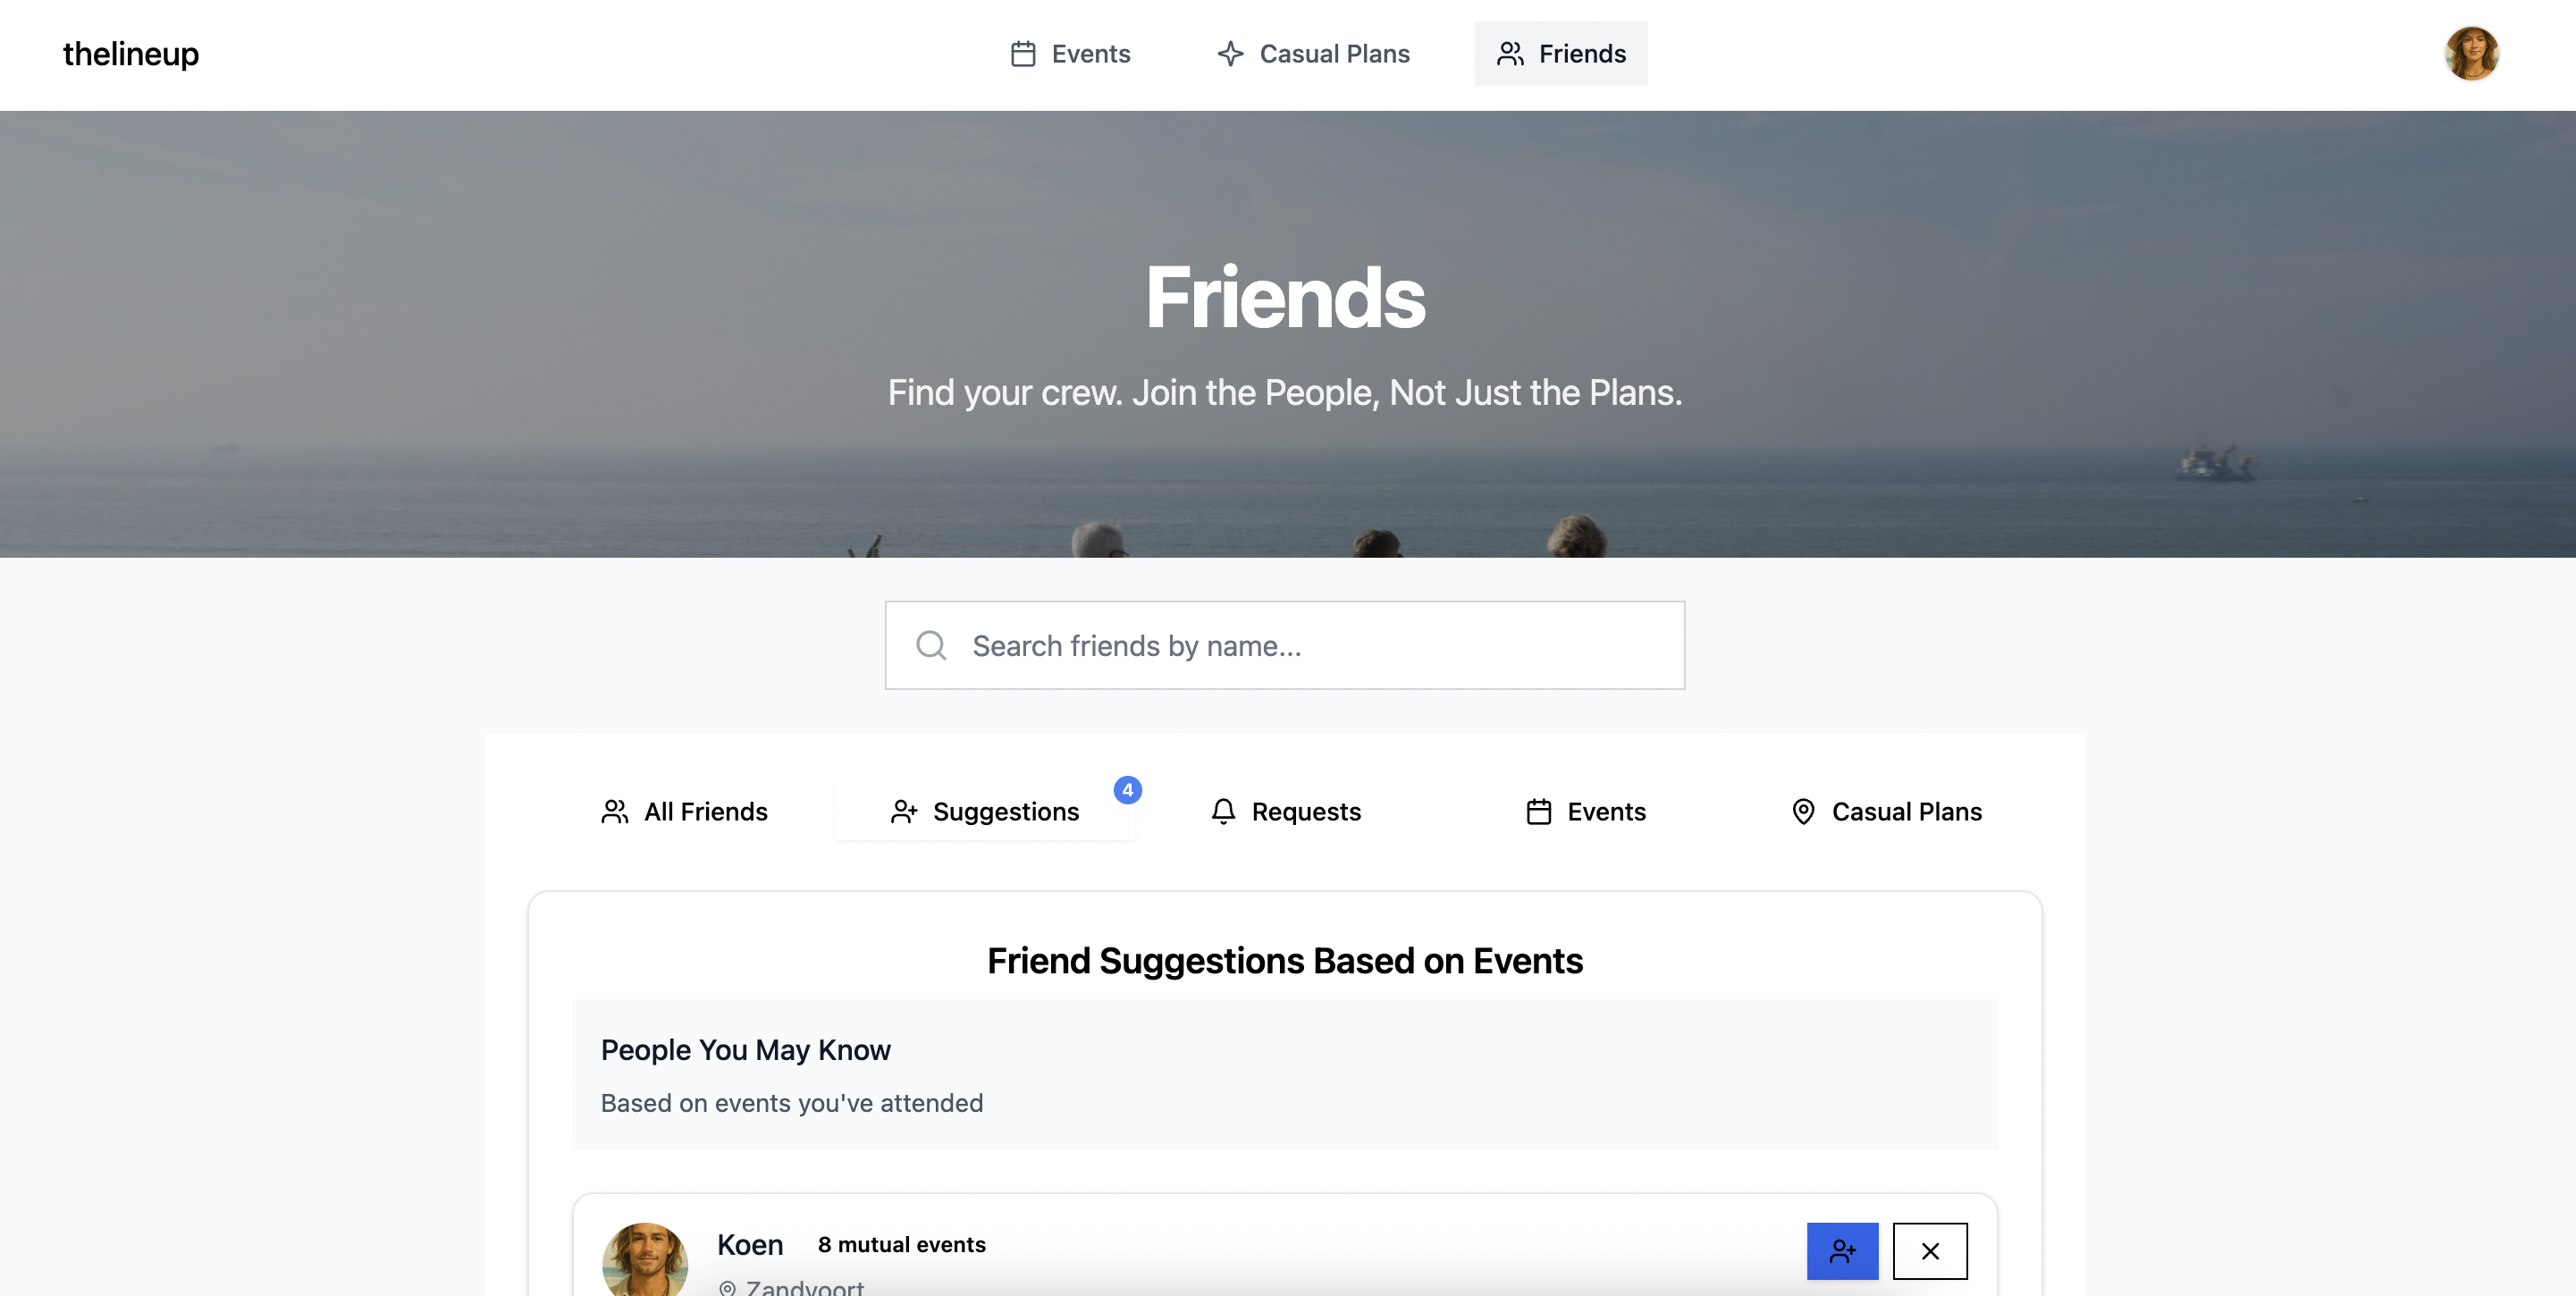 thelineup
Events
Casual Plans
Friends
Friends
Find your crew. Join the People, Not Just the Plans.
Search friends by name...
All Friends
Suggestions
4
Requests
Events
Casual Plans
Friend Suggestions Based on Events
People You May Know
Based on events you've attended
Koen
8 mutual events
Zandvoort